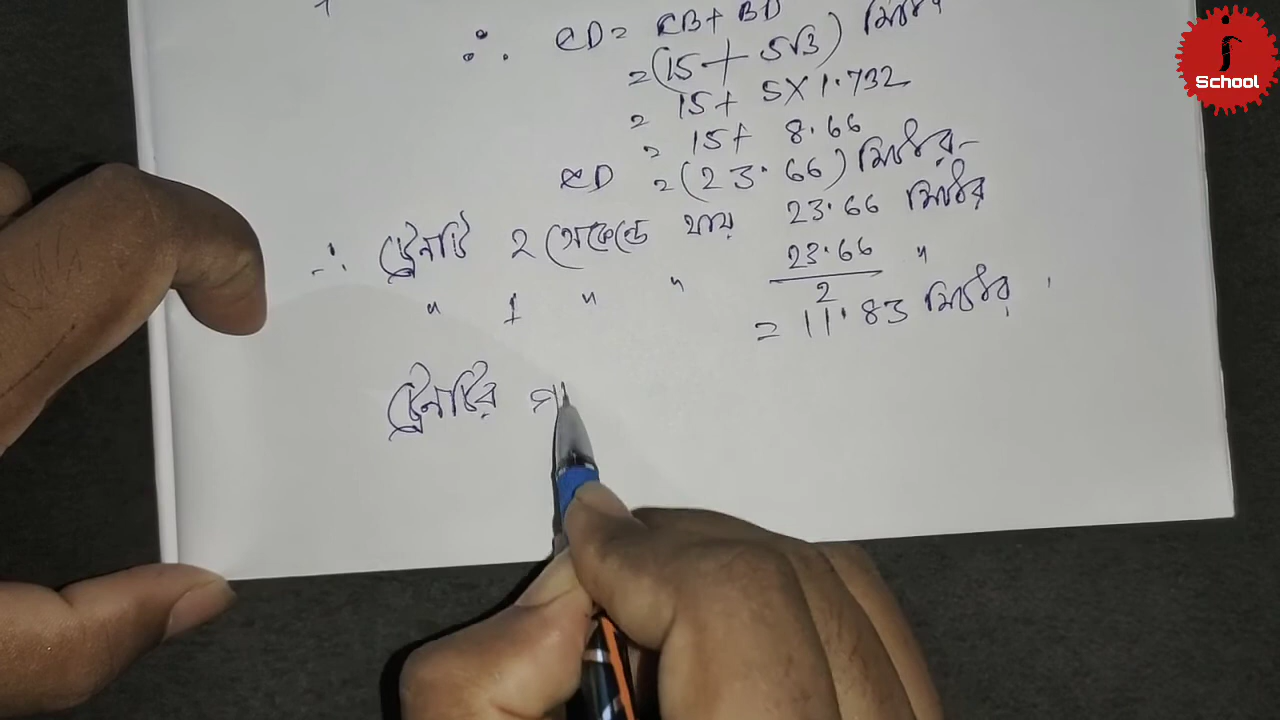 ∴ CD = CB + BD
= (15 + 5√3) মিটার
= 15 + 5 × 1.732
= 15 + 8.66
CD = (23.66) মিটার
∴ ট্রেনটি 2 সেকেন্ডে যায় 23.66 মিটার
" 1 " " 23.66/2 "
= 11.83 মিটার ।
ট্রেনটির
School